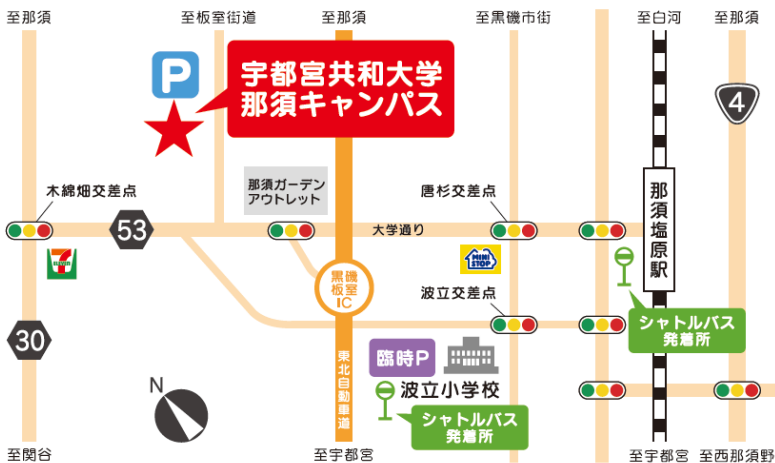 至那須
至板室街道
至那須
至黒磯市街
至白河
至那須
P
宇都宮共和大学
那須キャンパス
4
木綿畑交差点
那須ガーデン
アウトレット
唐杉交差点
那須塩原駅
53
大学通り
7
ELEVEn
MINI
STOP
黒磯
板室
IC
波立交差点
シャトルバス
発着所
30
臨時P
東北自動車道
波立小学校
N
シャトルバス
発着所
至関谷
至宇都宮
至宇都宮
至西那須野